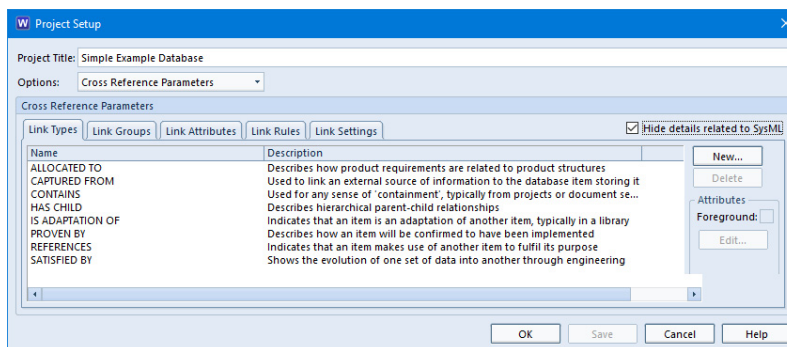 W Project Setup
Project Title: Simple Example Database
Options: Cross Reference Parameters
Cross Reference Parameters
Link Types Link Groups Link Attributes Link Rules Link Settings Hide details related to SysML
Name Description New...
ALLOCATED TO Describes how product requirements are related to product structures
CAPTURED FROM Used to link an external source of information to the database item storing it Delete
CONTAINS Used for any sense of 'containment', typically from projects or document se...
HAS CHILD Describes hierarchical parent-child relationships Attributes
IS ADAPTATION OF Indicates that an item is an adaptation of another item, typically in a library Foreground:
PROVEN BY Describes how an item will be confirmed to have been implemented
REFERENCES Indicates that an item makes use of another item to fulfil its purpose Edit...
SATISFIED BY Shows the evolution of one set of data into another through engineering
OK Save Cancel Help